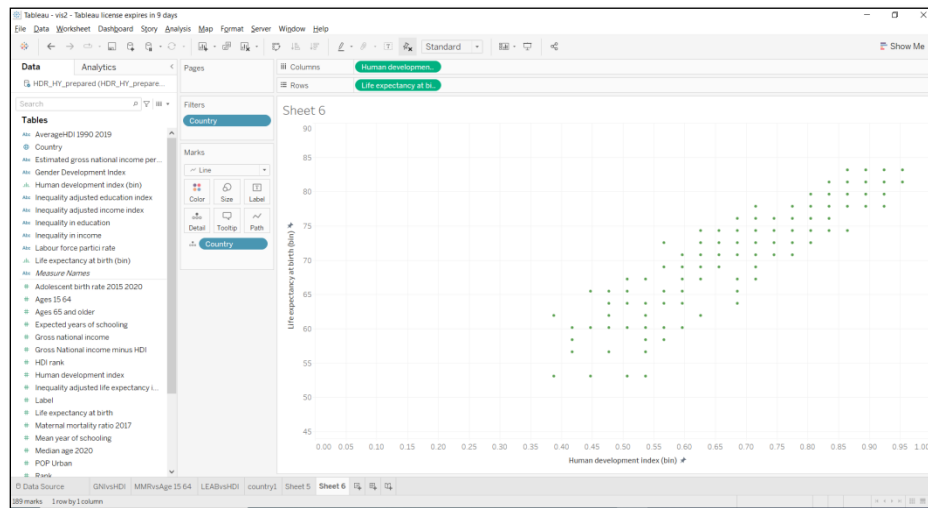 Tableau - vis2 - Tableau license expires in 9 days
File Data Worksheet Dashboard Story Analysis Map Format Server Window Help
Standard
Show Me
Data Analytics
HDR_HY_prepared (HDR_HY_prepare...
Search
Tables
Abc AverageHDI 1990 2019
Country
Abc Estimated gross national income per...
Abc Gender Development Index
Human development index (bin)
Abc Inequality adjusted education index
Abc Inequality adjusted income index
Abc Inequality in education
Abc Inequality in income
Abc Labour force partici rate
Life expectancy at birth (bin)
Abc Measure Names
# Adolescent birth rate 2015 2020
# Ages 15 64
# Ages 65 and older
# Expected years of schooling
# Gross national income
# Gross National income minus HDI
# HDI rank
# Human development index
# Inequality adjusted life expectancy i...
# Label
# Life expectancy at birth
# Maternal mortality ratio 2017
# Mean year of schooling
# Median age 2020
# POP Urban
# Rank
Pages
Filters
Country
Marks
Line
Color Size Label
Detail Tooltip Path
Country
Columns Human developmen..
Rows Life expectancy at bi..
Sheet 6
90
85
80
75
70
65
60
55
50
45
Life expectancy at birth (bin)
0.00 0.05 0.10 0.15 0.20 0.25 0.30 0.35 0.40 0.45 0.50 0.55 0.60 0.65 0.70 0.75 0.80 0.85 0.90 0.95 1.00
Human development index (bin)
Data Source GNIvsHDI MMRvsAge 15 64 LEABvsHDI country1 Sheet 5 Sheet 6
189 marks 1 row by 1 column